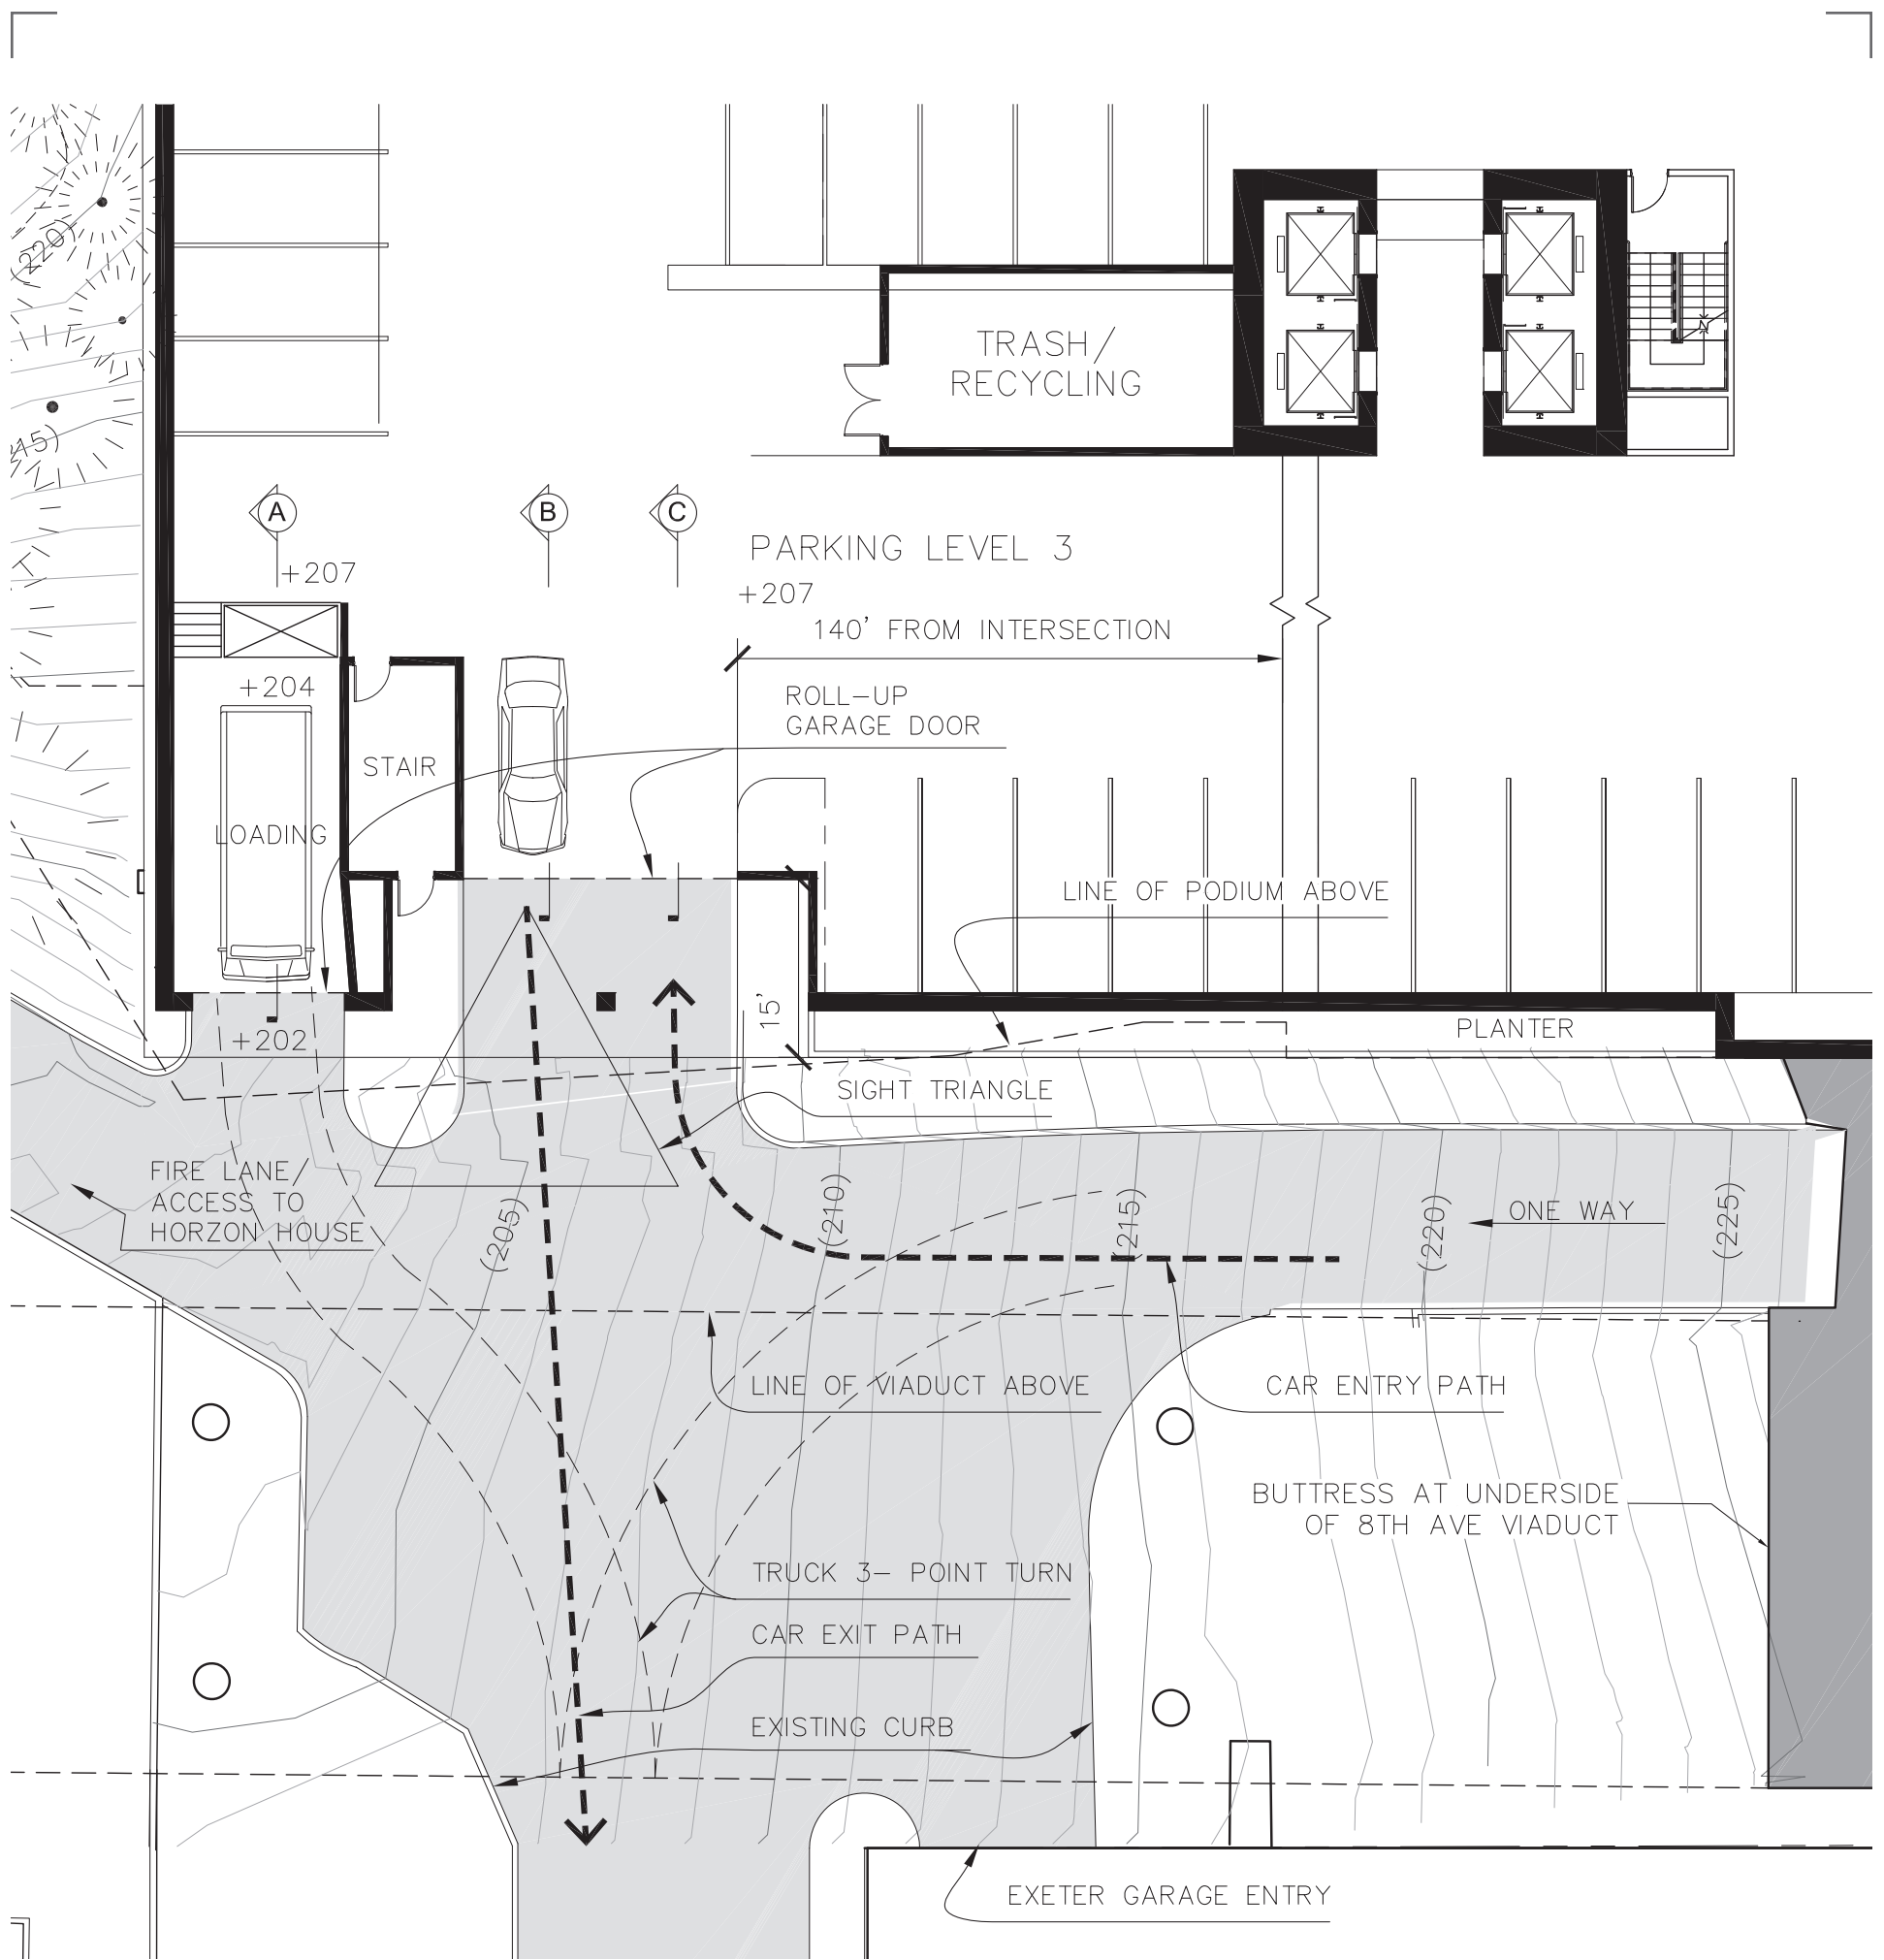 (220)
TRASH/
RECYCLING
15)
A
B
C
PARKING LEVEL 3
+207
+207
140' FROM INTERSECTION
+204
ROLL-UP
GARAGE DOOR
STAIR
LOADING
LINE OF PODIUM ABOVE
15'
+202
PLANTER
SIGHT TRIANGLE
FIRE LANE/
ACCESS TO
HORZON HOUSE
(205)
(210)
(215)
(220)
ONE WAY
(225)
LINE OF VIADUCT ABOVE
CAR ENTRY PATH
BUTTRESS AT UNDERSIDE
OF 8TH AVE VIADUCT
TRUCK 3- POINT TURN
CAR EXIT PATH
EXISTING CURB
EXETER GARAGE ENTRY